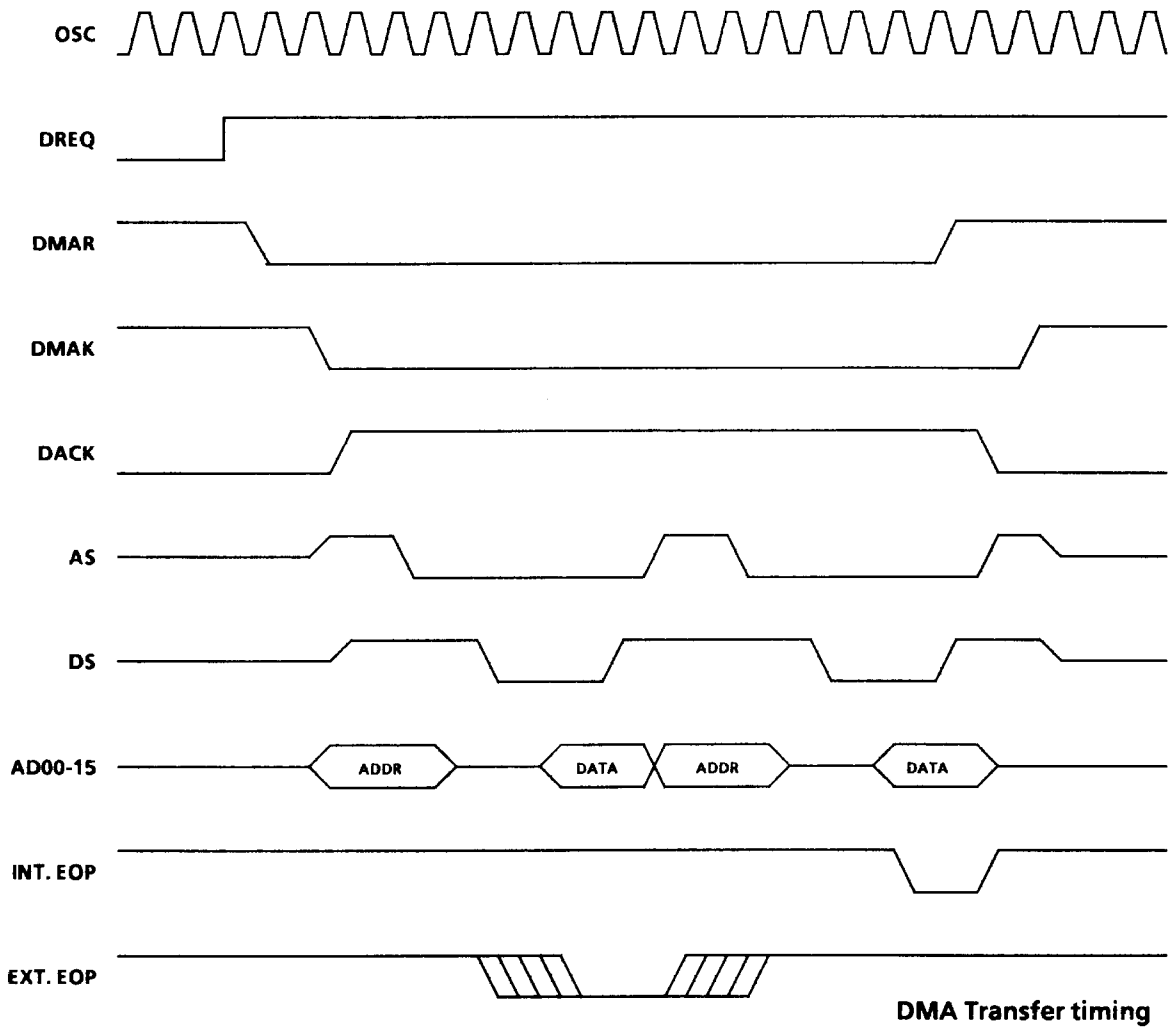 OSC
DREQ
DMAR
DMAK
DACK
AS
DS
AD00-15
ADDR
DATA
ADDR
DATA
INT. EOP
EXT. EOP
DMA Transfer timing